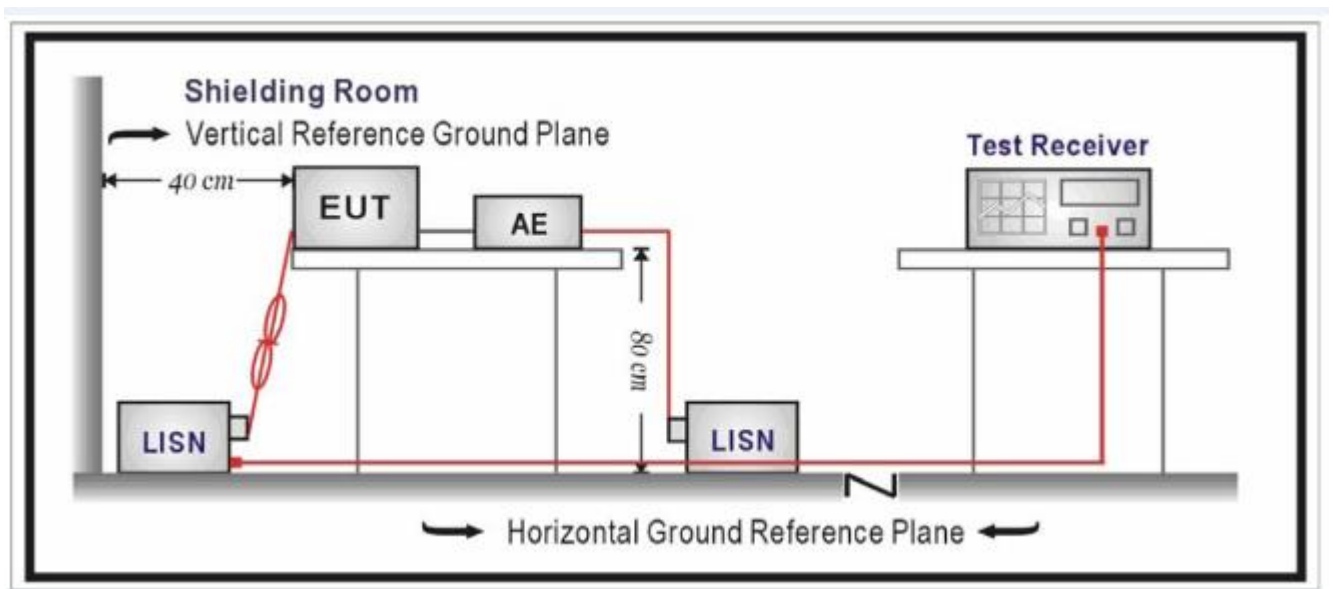 Shielding Room
Vertical Reference Ground Plane
Test Receiver
40 cm
EUT
AE
80 cm
LISN
LISN
Horizontal Ground Reference Plane